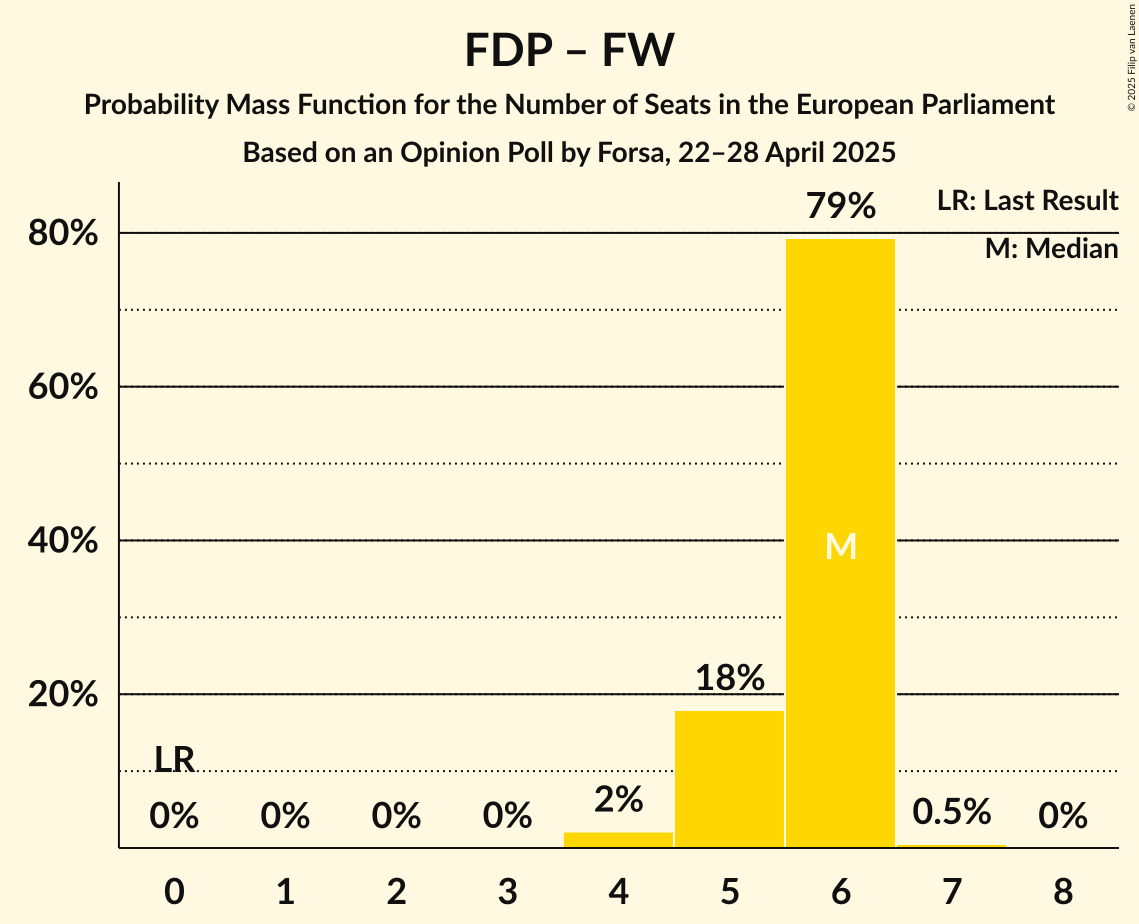 FDP – FW
Probability Mass Function for the Number of Seats in the European Parliament
Based on an Opinion Poll by Forsa, 22–28 April 2025
© 2025 Filip van Laenen
LR: Last Result
M: Median
79%
80%
60%
40%
M
18%
20%
LR
0% 0% 0% 0% 2% 0.5% 0%
0 1 2 3 4 5 6 7 8